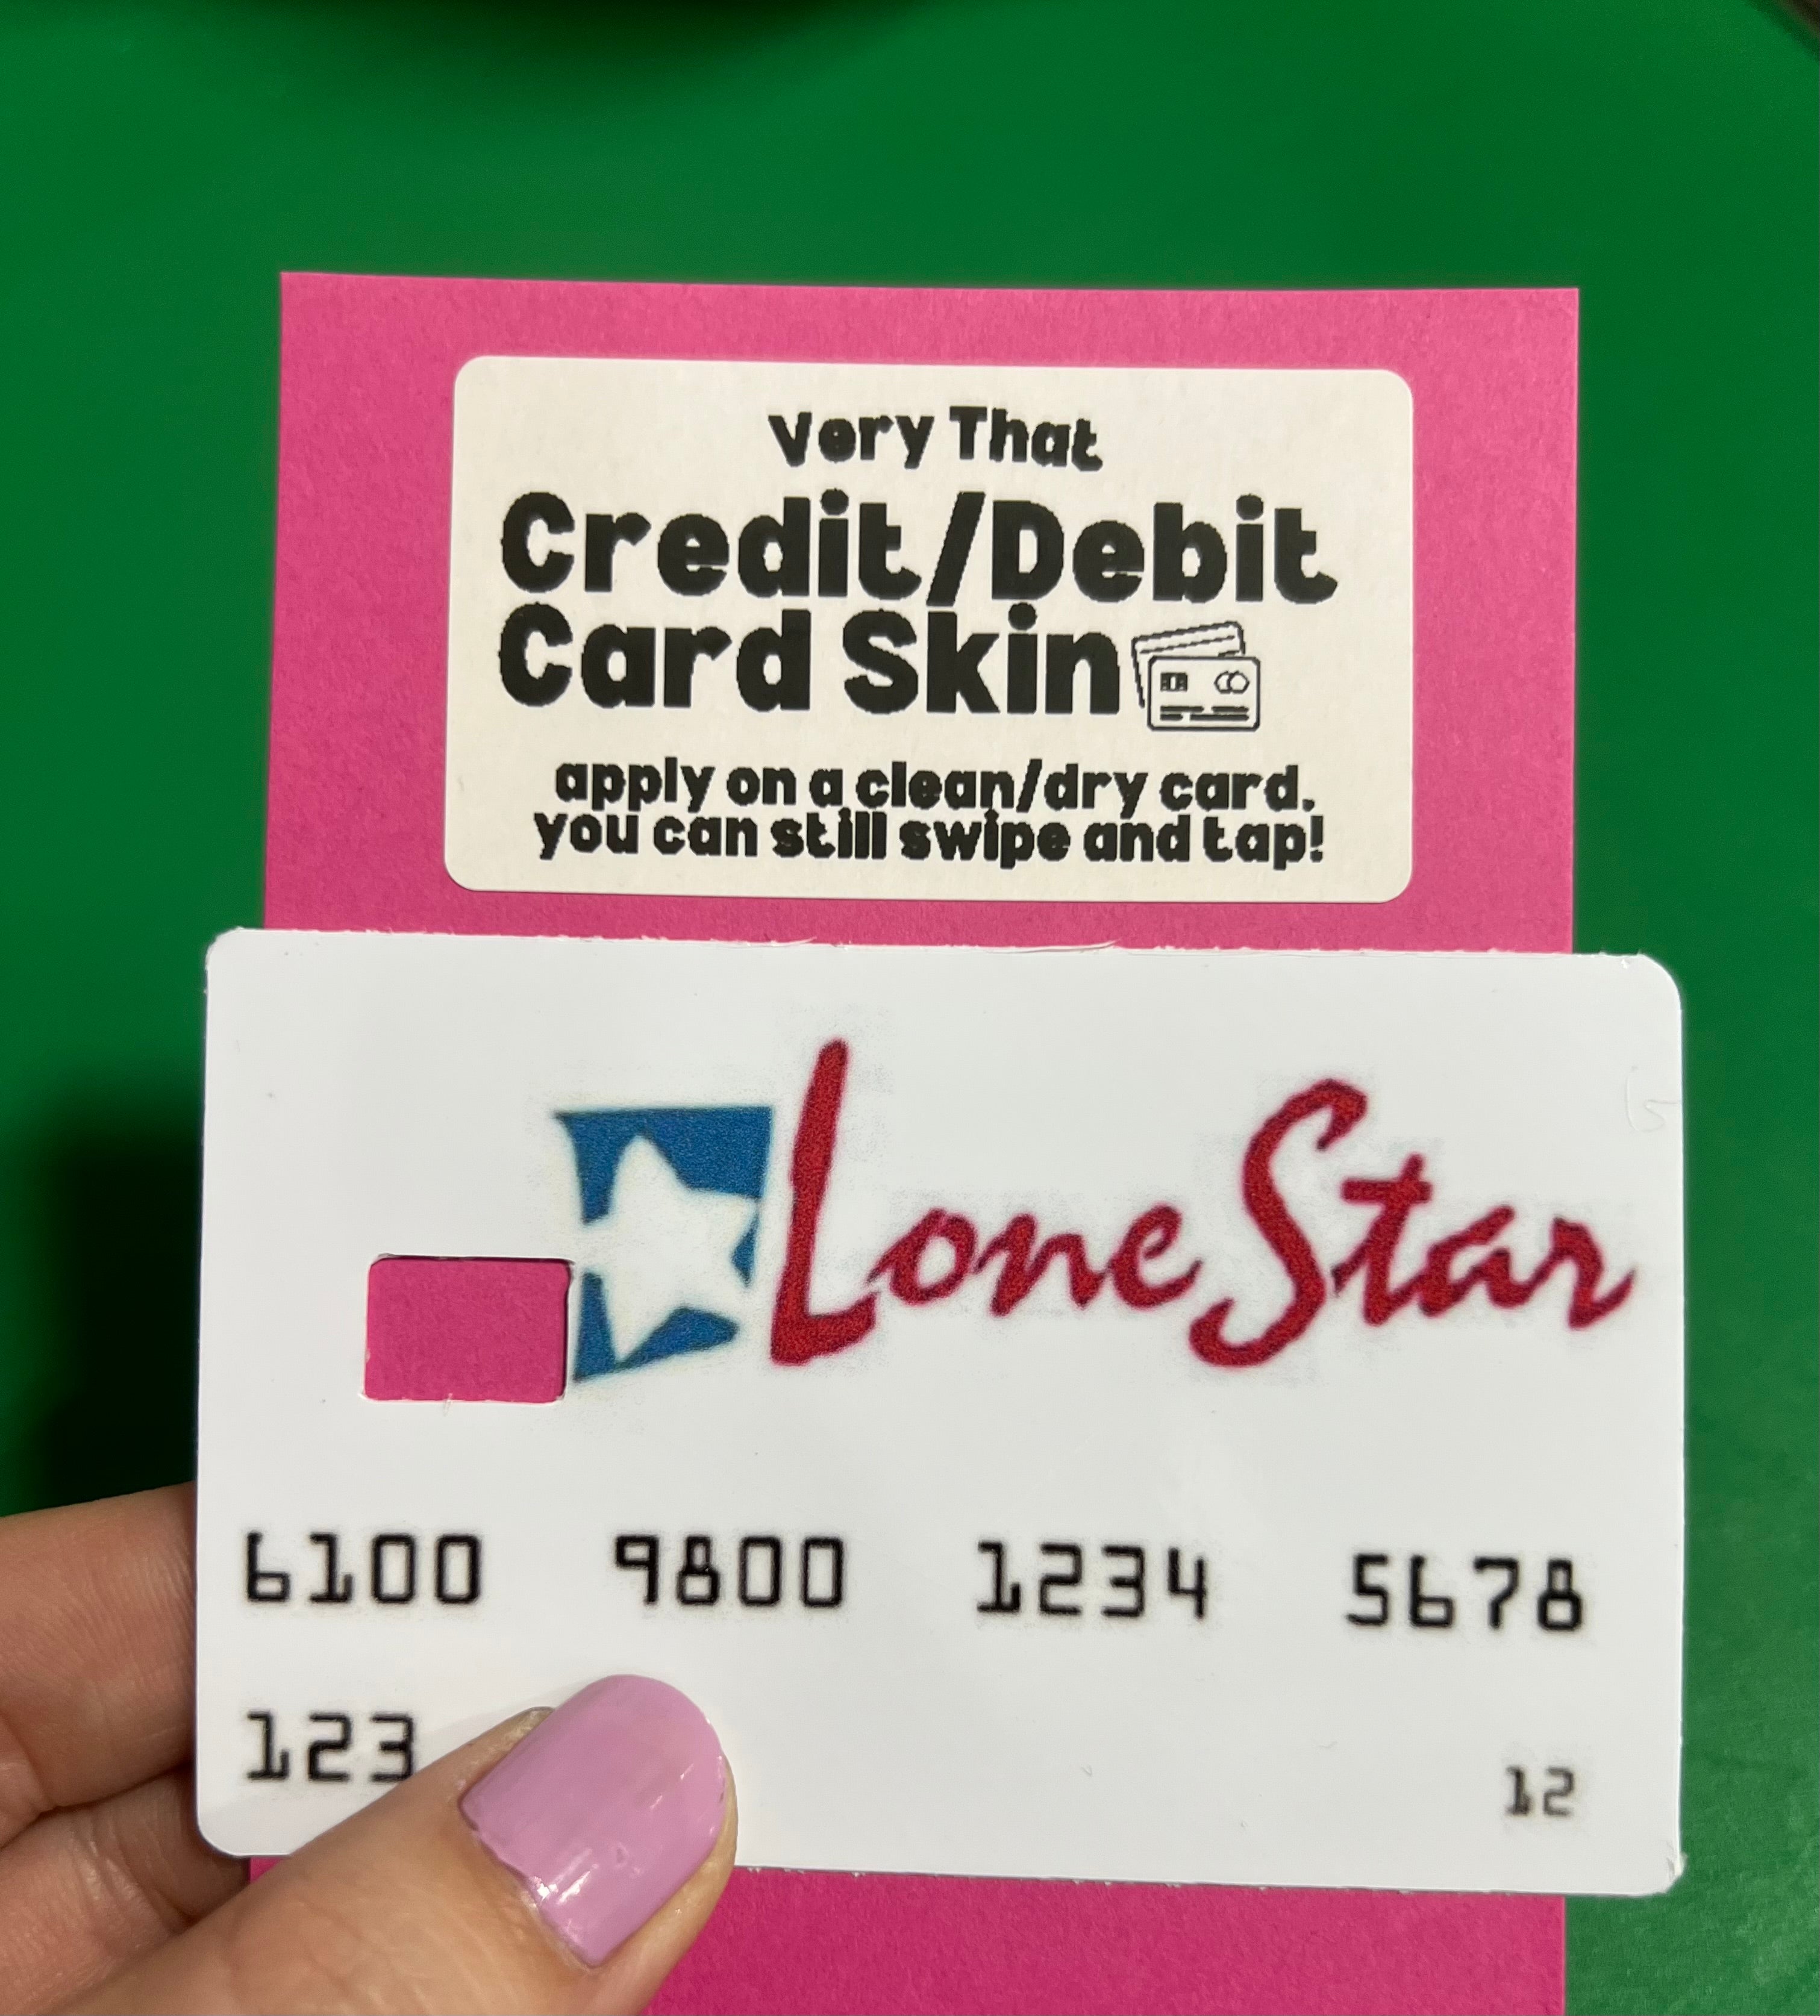 Very That
Credit/Debit
Card Skin
apply on a clean/dry card.
you can still swipe and tap!
Lone Star
6100 9800 1234 5678
123
12